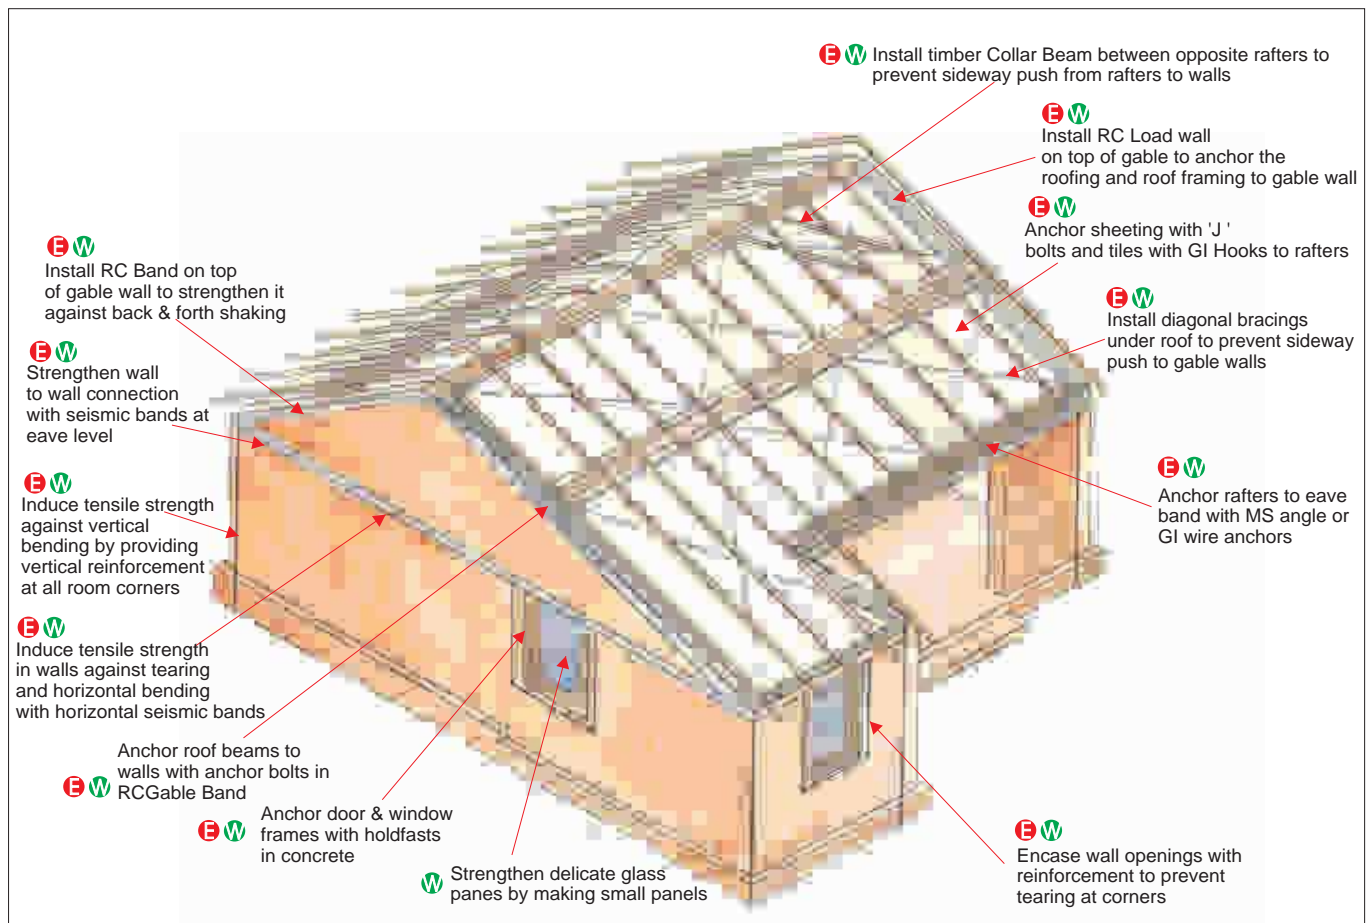 E W Install timber Collar Beam between opposite rafters to
prevent sideway push from rafters to walls
E W
Install RC Load wall
on top of gable to anchor the
roofing and roof framing to gable wall
E W
Anchor sheeting with 'J '
bolts and tiles with GI Hooks to rafters
E W
Install diagonal bracings
under roof to prevent sideway
push to gable walls
E W
Anchor rafters to eave
band with MS angle or
GI wire anchors
E W
Install RC Band on top
of gable wall to strengthen it
against back & forth shaking
E W
Strengthen wall
to wall connection
with seismic bands at
eave level
E W
Induce tensile strength
against vertical
bending by providing
vertical reinforcement
at all room corners
E W
Induce tensile strength
in walls against tearing
and horizontal bending
with horizontal seismic bands
Anchor roof beams to
walls with anchor bolts in
E W RCGable Band
Anchor door & window
E W frames with holdfasts
in concrete
W Strengthen delicate glass
panes by making small panels
E W
Encase wall openings with
reinforcement to prevent
tearing at corners